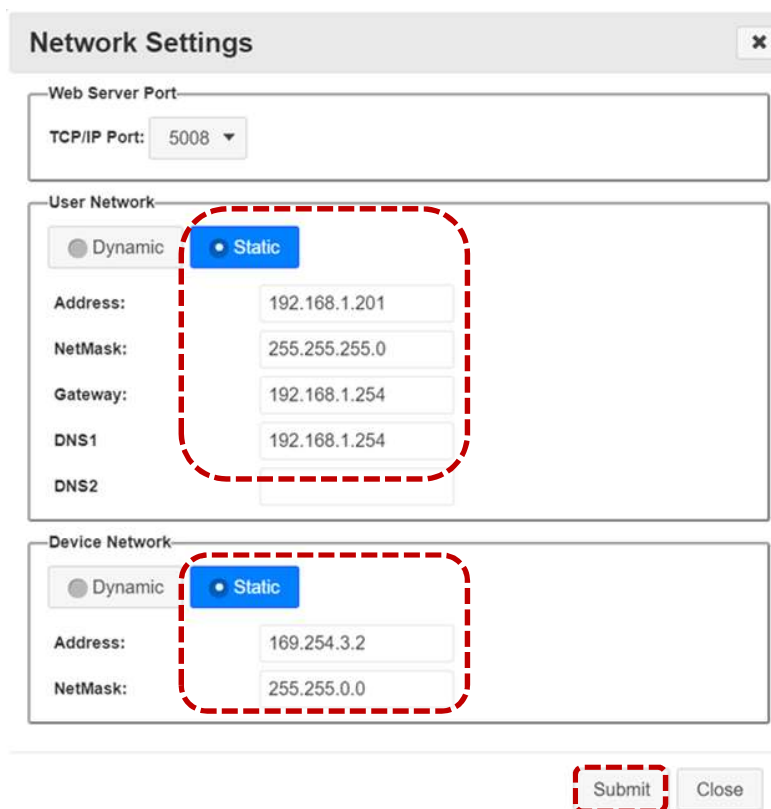 Network Settings
Web Server Port
TCP/IP Port: 5008
User Network
Dynamic Static
Address: 192.168.1.201
NetMask: 255.255.255.0
Gateway: 192.168.1.254
DNS1 192.168.1.254
DNS2
Device Network
Dynamic Static
Address: 169.254.3.2
NetMask: 255.255.0.0
Submit Close